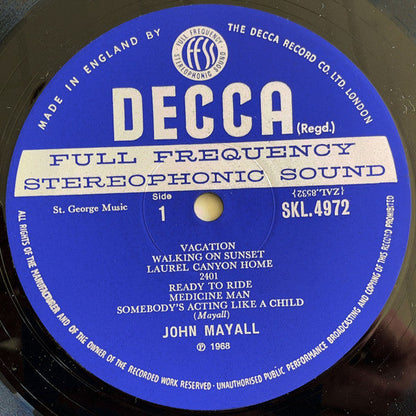 MADE IN ENGLAND BY
THE DECCA RECORD CO. LTD. LONDON
FULL FREQUENCY
ffss
STEREOPHONIC SOUND
DECCA (Regd.)
FULL FREQUENCY
STEREOPHONIC SOUND
St. George Music
Side
1
{ZAL.8532}
SKL.4972
VACATION
WALKING ON SUNSET
LAUREL CANYON HOME
2401
READY TO RIDE
MEDICINE MAN
SOMEBODY'S ACTING LIKE A CHILD
(Mayall)
JOHN MAYALL
℗ 1968
ALL RIGHTS OF THE MANUFACTURER AND OF THE OWNER OF THE RECORDED WORK RESERVED · UNAUTHORISED PUBLIC PERFORMANCE BROADCASTING AND COPYING OF THIS RECORD PROHIBITED